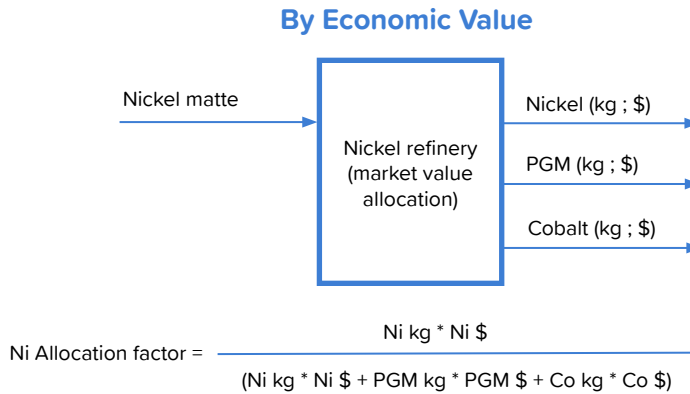 By Economic Value
Nickel matte
Nickel refinery
(market value
allocation)
Nickel (kg ; $)
PGM (kg ; $)
Cobalt (kg ; $)
Ni Allocation factor =
Ni kg * Ni $
(Ni kg * Ni $ + PGM kg * PGM $ + Co kg * Co $)